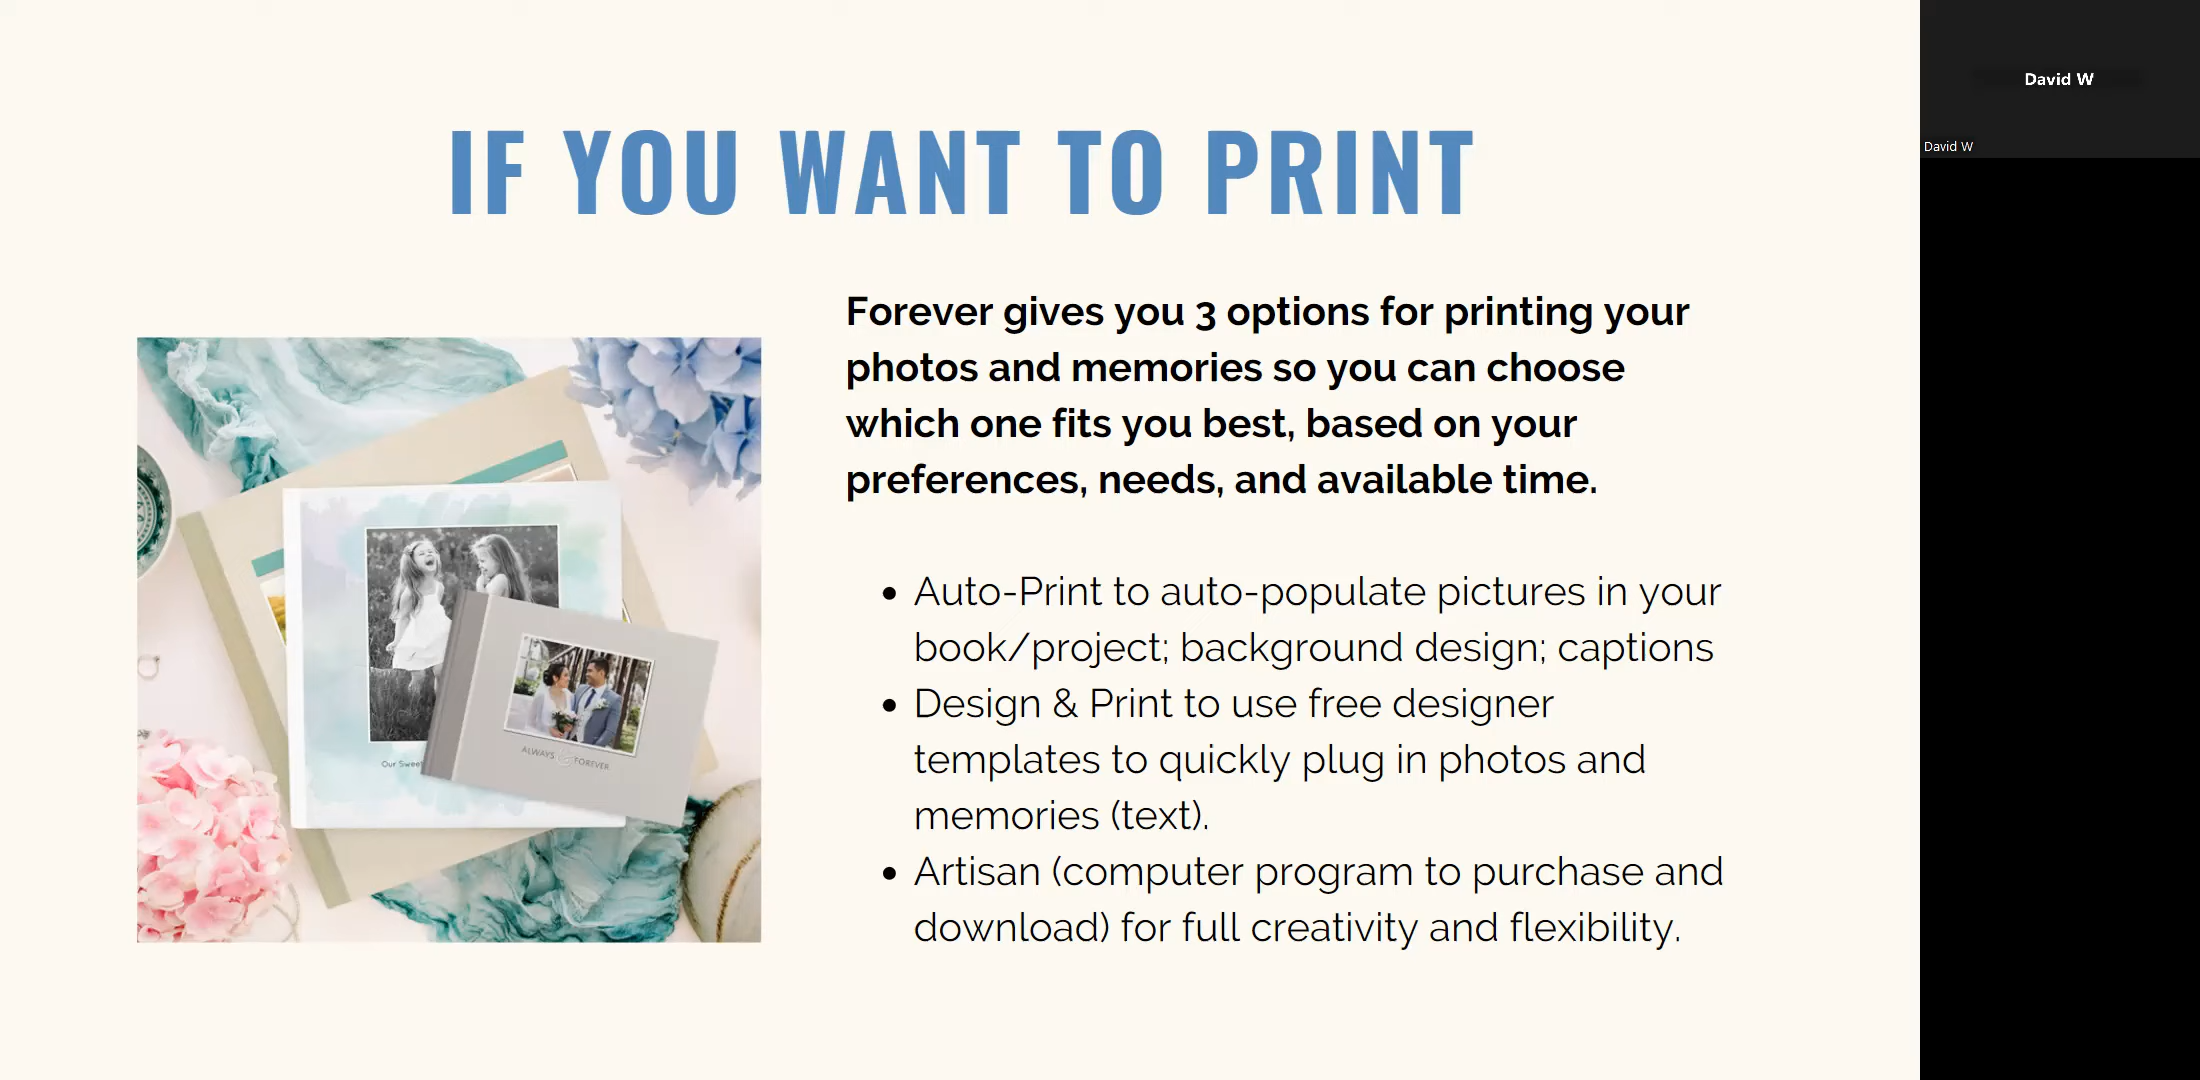 IF YOU WANT TO PRINT
Forever gives you 3 options for printing your
photos and memories so you can choose
which one fits you best, based on your
preferences, needs, and available time.
• Auto-Print to auto-populate pictures in your
book/project; background design; captions
• Design & Print to use free designer
templates to quickly plug in photos and
memories (text).
• Artisan (computer program to purchase and
download) for full creativity and flexibility.
Our Sweet
ALWAYS & FOREVER
David W
David W